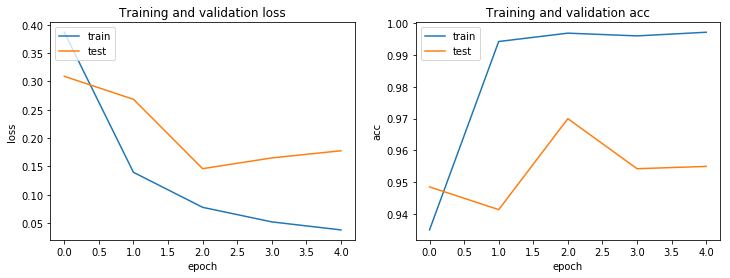 Training and validation loss
train
test
loss
0.40
0.35
0.30
0.25
0.20
0.15
0.10
0.05
0.0 0.5 1.0 1.5 2.0 2.5 3.0 3.5 4.0
epoch
Training and validation acc
train
test
acc
1.00
0.99
0.98
0.97
0.96
0.95
0.94
0.0 0.5 1.0 1.5 2.0 2.5 3.0 3.5 4.0
epoch